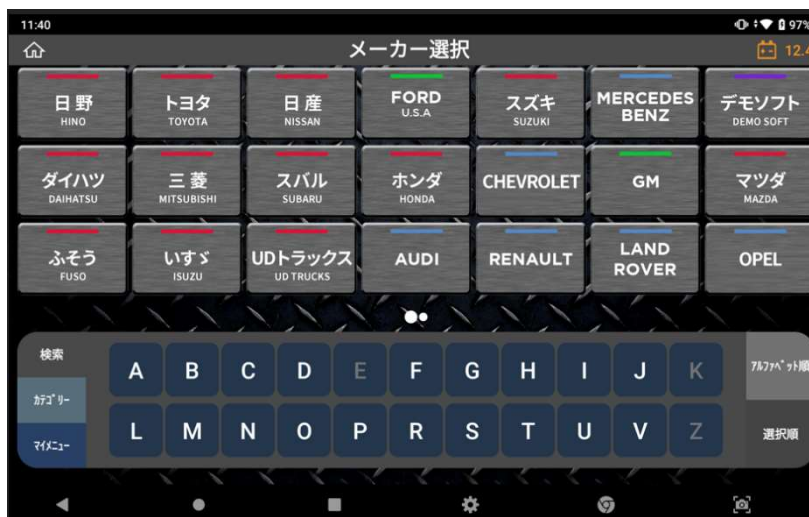 11:40
97%
メーカー選択
12.4
日野
HINO
トヨタ
TOYOTA
日産
NISSAN
FORD
U.S.A
スズキ
SUZUKI
MERCEDES
BENZ
デモソフト
DEMO SOFT
ダイハツ
DAIHATSU
三菱
MITSUBISHI
スバル
SUBARU
ホンダ
HONDA
CHEVROLET
GM
マツダ
MAZDA
ふそう
FUSO
いすゞ
ISUZU
UDトラックス
UD TRUCKS
AUDI
RENAULT
LAND
ROVER
OPEL
検索
カテゴリー
マイメニュー
A B C D E F G H I J K
L M N O P R S T U V Z
アルファベット順
選択順